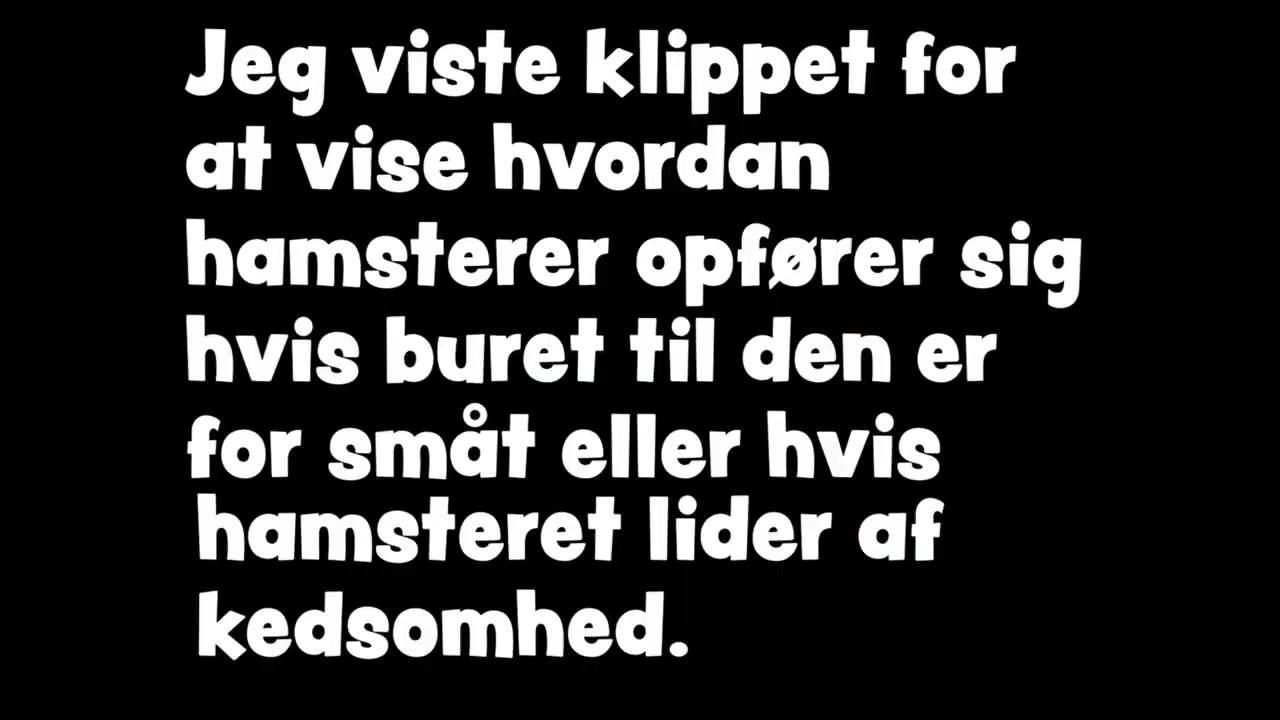 Jeg viste klippet for
at vise hvordan
hamsterer opfører sig
hvis buret til den er
for småt eller hvis
hamsteret lider af
kedsomhed.